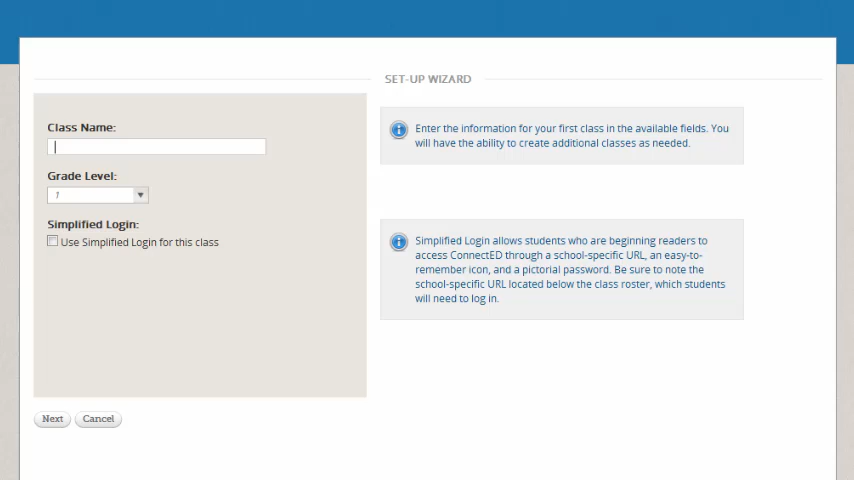 SET-UP WIZARD
Class Name:
Grade Level:
1
Simplified Login:
Use Simplified Login for this class
Enter the information for your first class in the available fields. You
will have the ability to create additional classes as needed.
Simplified Login allows students who are beginning readers to
access ConnectED through a school-specific URL, an easy-to-
remember icon, and a pictorial password. Be sure to note the
school-specific URL located below the class roster, which students
will need to log in.
Next
Cancel